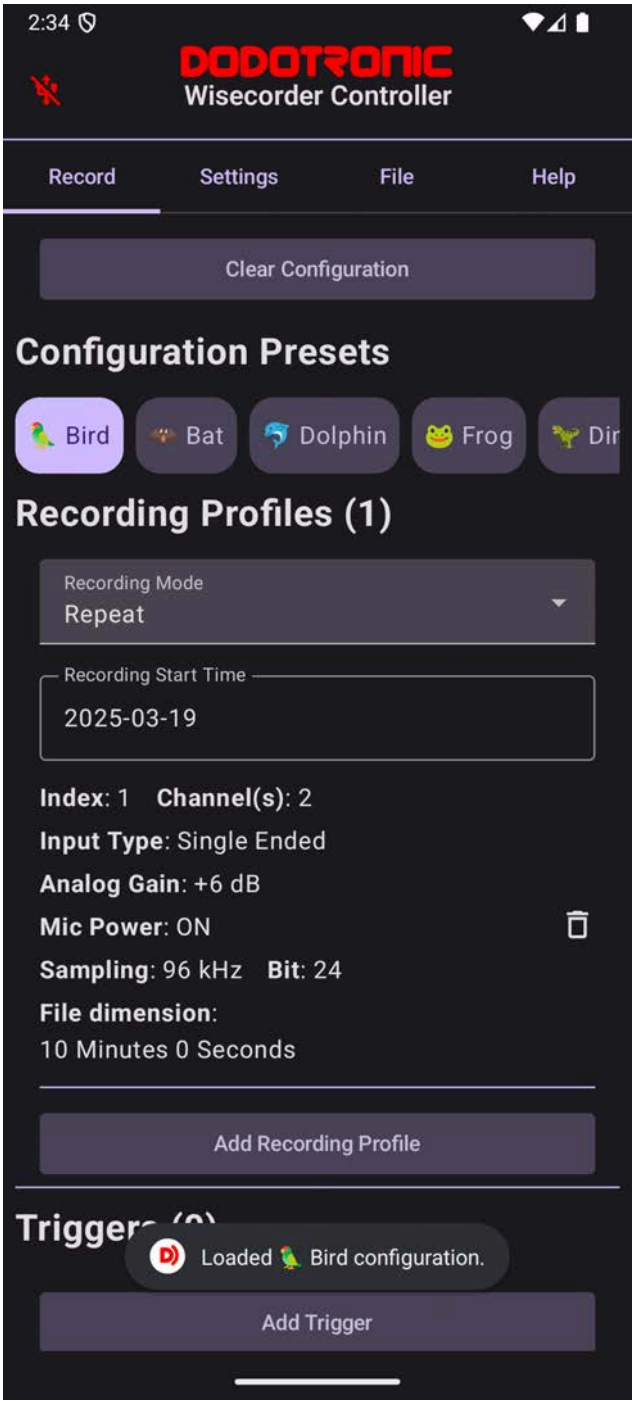 2:34
DODOTRONIC
Wisecorder Controller
Record Settings File Help
Clear Configuration
Configuration Presets
Bird Bat Dolphin Frog Dir
Recording Profiles (1)
Recording Mode
Repeat
Recording Start Time
2025-03-19
Index: 1 Channel(s): 2
Input Type: Single Ended
Analog Gain: +6 dB
Mic Power: ON
Sampling: 96 kHz Bit: 24
File dimension:
10 Minutes 0 Seconds
Add Recording Profile
Triggers
D Loaded 🦜 Bird configuration.
Add Trigger